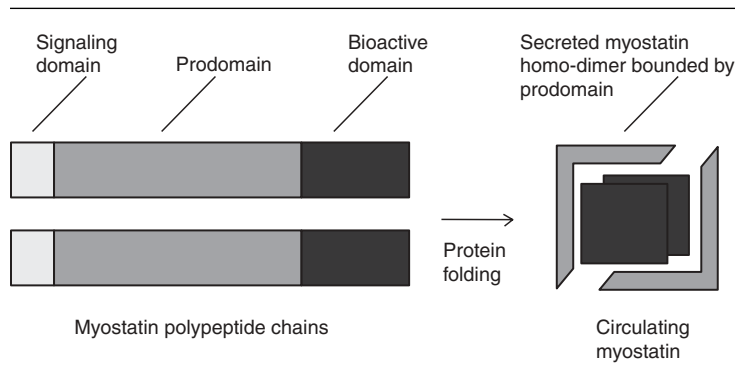 Signaling
domain
Prodomain
Bioactive
domain
Secreted myostatin
homo-dimer bounded by
prodomain
Protein
folding
Myostatin polypeptide chains
Circulating
myostatin